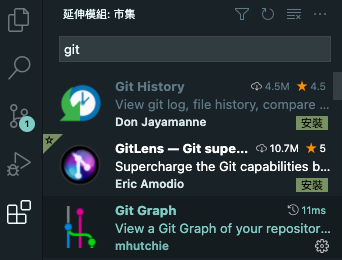 延伸模組: 市集
git
Git History 4.5M 4.5
View git log, file history, compare ...
Don Jayamanne 安裝
GitLens — Git supe... 10.7M 5
Supercharge the Git capabilities b...
Eric Amodio 安裝
1
Git Graph 11ms
View a Git Graph of your repositor...
mhutchie